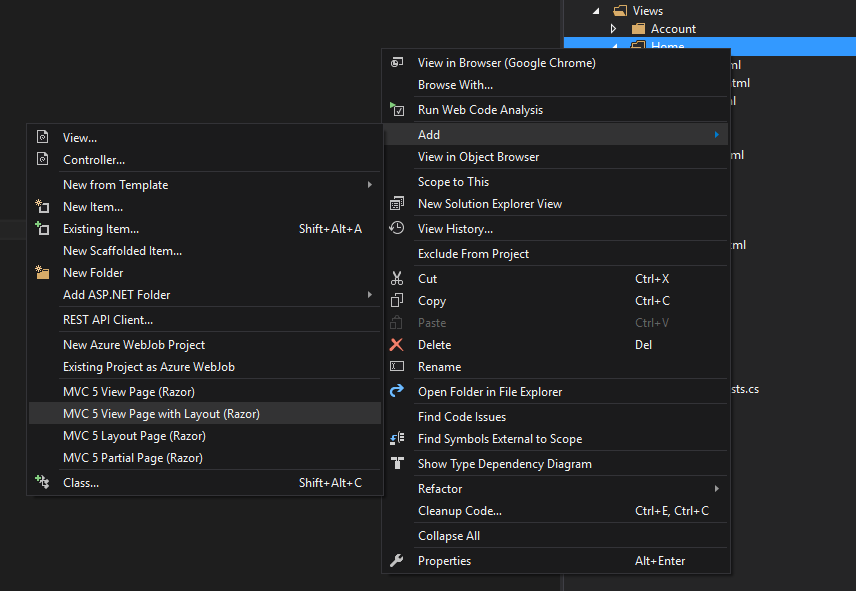 Views
Account
Home
ml
tml
l
ml
ml
sts.cs
View in Browser (Google Chrome)
Browse With...
Run Web Code Analysis
Add
View in Object Browser
Scope to This
New Solution Explorer View
View History...
Exclude From Project
Cut Ctrl+X
Copy Ctrl+C
Paste Ctrl+V
Delete Del
Rename
Open Folder in File Explorer
Find Code Issues
Find Symbols External to Scope
Show Type Dependency Diagram
Refactor
Cleanup Code... Ctrl+E, Ctrl+C
Collapse All
Properties Alt+Enter
View...
Controller...
New from Template
New Item...
Existing Item... Shift+Alt+A
New Scaffolded Item...
New Folder
Add ASP.NET Folder
REST API Client...
New Azure WebJob Project
Existing Project as Azure WebJob
MVC 5 View Page (Razor)
MVC 5 View Page with Layout (Razor)
MVC 5 Layout Page (Razor)
MVC 5 Partial Page (Razor)
Class... Shift+Alt+C